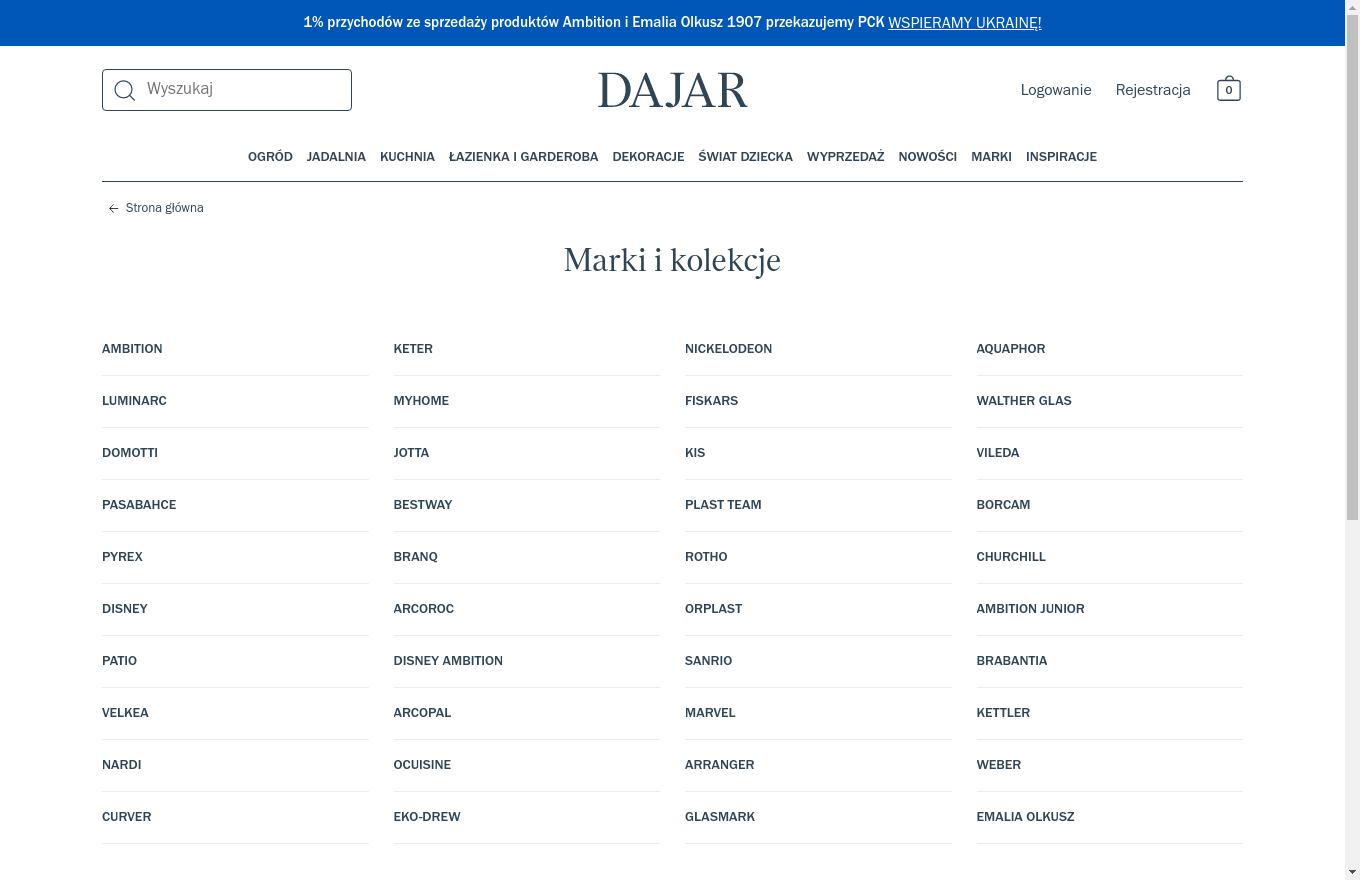 1% przychodów ze sprzedaży produktów Ambition i Emalia Olkusz 1907 przekazujemy PCK WSPIERAMY UKRAINĘ!
Wyszukaj
DAJAR
Logowanie
Rejestracja
0
OGRÓD JADALNIA KUCHNIA ŁAZIENKA I GARDEROBA DEKORACJE ŚWIAT DZIECKA WYPRZEDAŻ NOWOŚCI MARKI INSPIRACJE
Strona główna
Marki i kolekcje
AMBITION KETER NICKELODEON AQUAPHOR
LUMINARC MYHOME FISKARS WALTHER GLAS
DOMOTTI JOTTA KIS VILEDA
PASABAHCE BESTWAY PLAST TEAM BORCAM
PYREX BRANQ ROTHO CHURCHILL
DISNEY ARCOROC ORPLAST AMBITION JUNIOR
PATIO DISNEY AMBITION SANRIO BRABANTIA
VELKEA ARCOPAL MARVEL KETTLER
NARDI OCUISINE ARRANGER WEBER
CURVER EKO-DREW GLASMARK EMALIA OLKUSZ